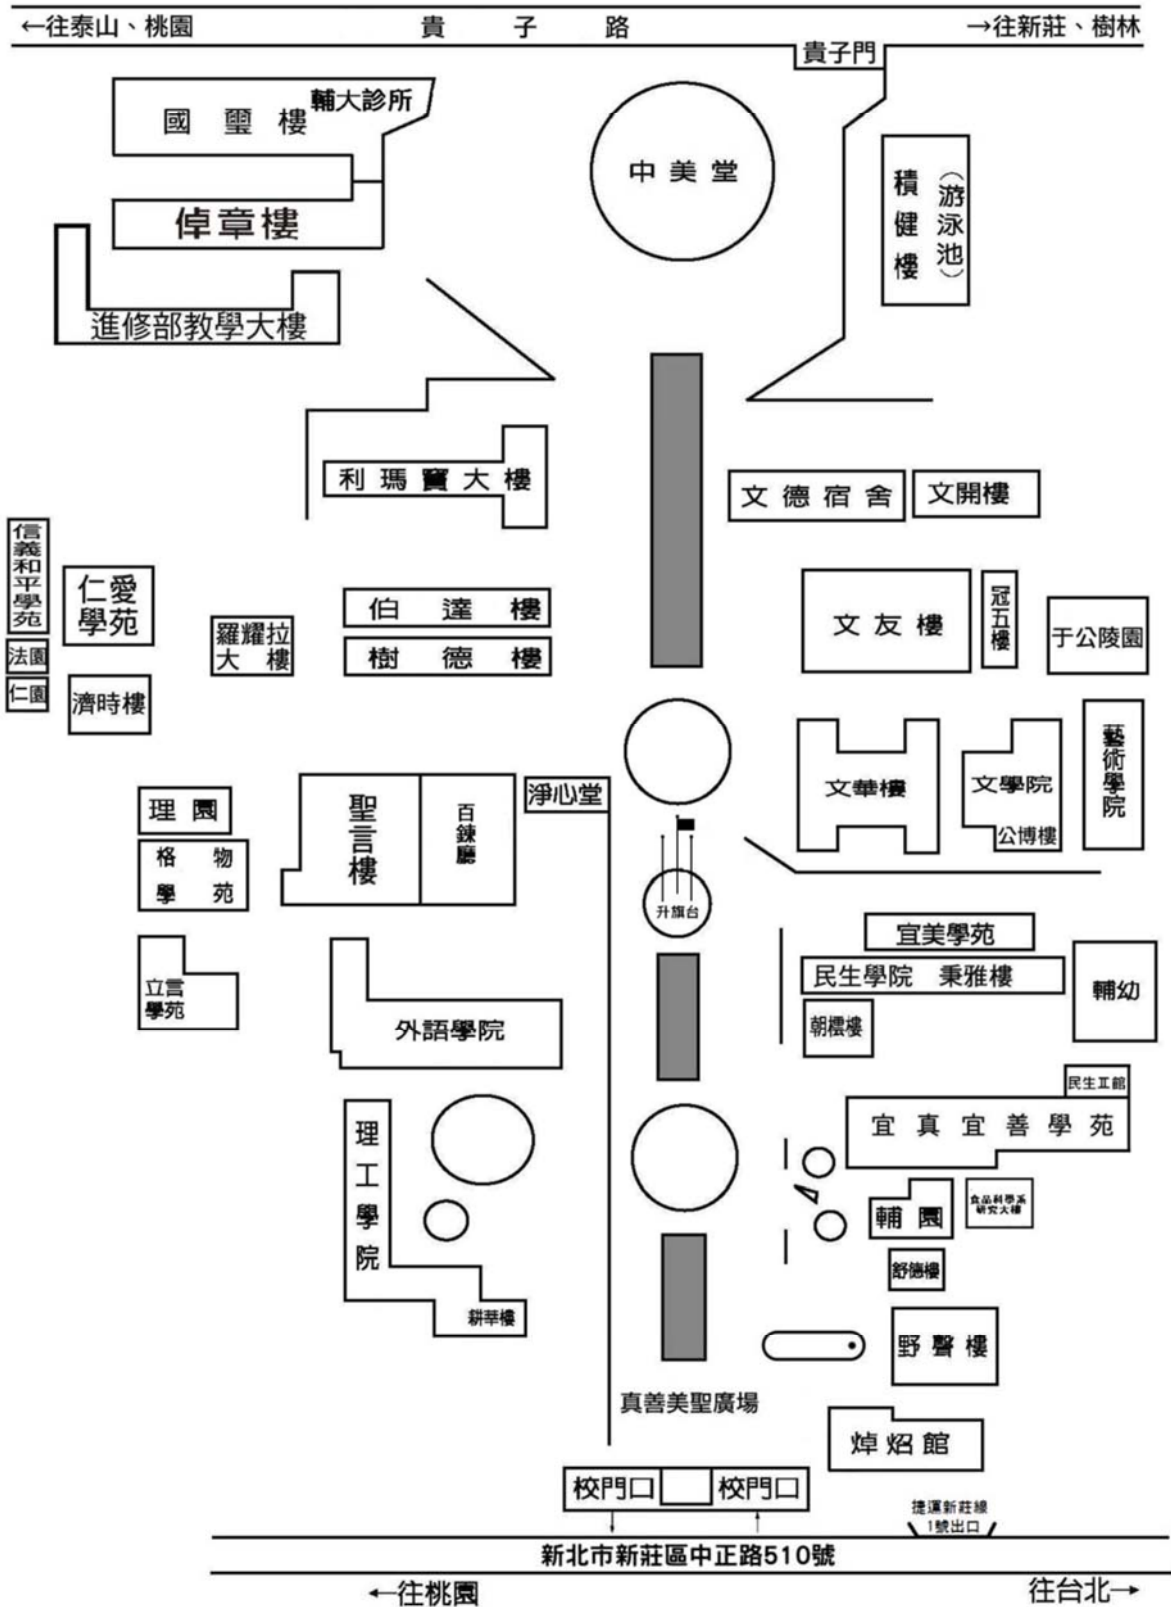 ←往泰山、桃園
貴子路
→往新莊、樹林
貴子門
輔大診所
國璽樓
中美堂
積健樓
（游泳池）
倬章樓
進修部教學大樓
利瑪竇大樓
文德宿舍
文開樓
信義和平學苑
仁愛
學苑
法園
仁園
濟時樓
羅耀拉
大樓
伯達樓
樹德樓
文友樓
冠五樓
于公陵園
理園
格物
學苑
聖言樓
百鍊廳
淨心堂
文華樓
文學院
公博樓
藝術學院
升旗台
立言
學苑
外語學院
宜美學苑
民生學院 秉雅樓
朝橒樓
輔幼
民生工館
宜真宜善學苑
理工學院
輔園
食品科學系
研究大樓
舒德樓
耕莘樓
野聲樓
真善美聖廣場
焯炤館
校門口
校門口
捷運新莊線
1號出口
新北市新莊區中正路510號
←往桃園
往台北→